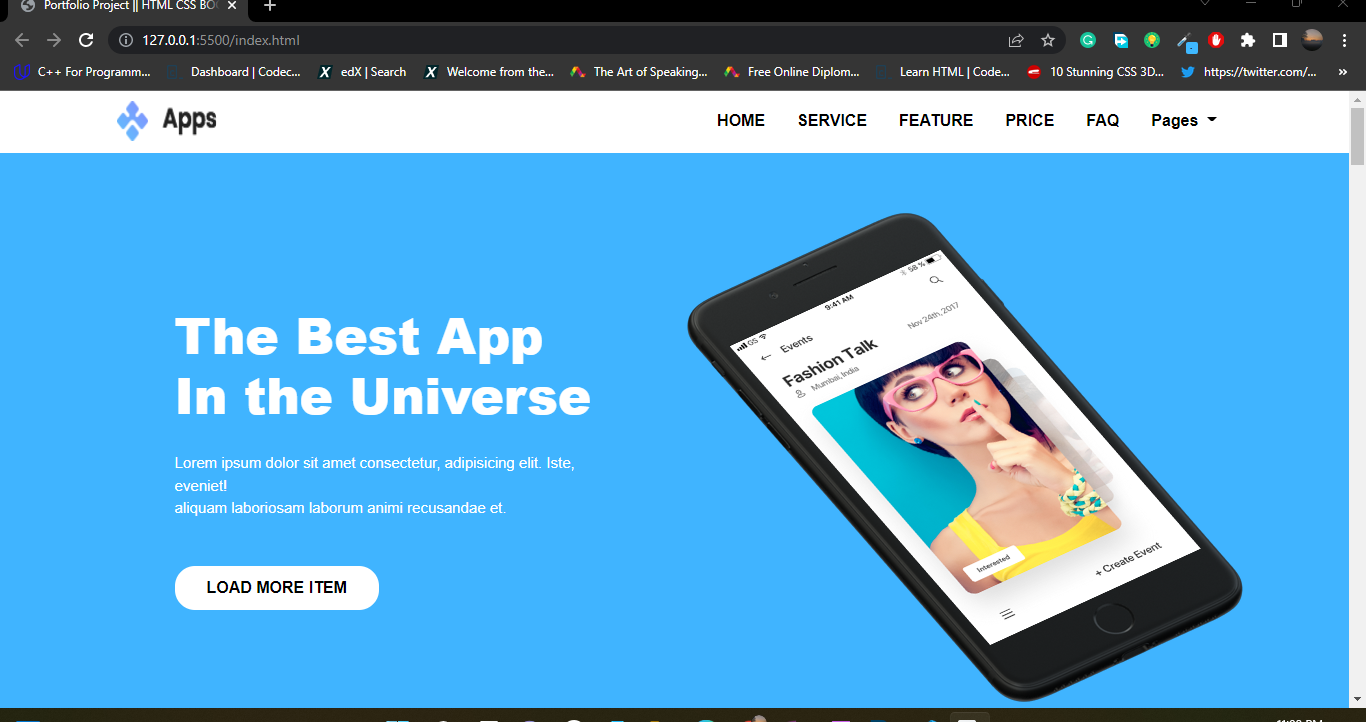 Portfolio Project || HTML CSS BO
127.0.0.1:5500/index.html
C++ For Programm...
Dashboard | Codec...
edX | Search
Welcome from the...
The Art of Speaking...
Free Online Diplom...
Learn HTML | Code...
10 Stunning CSS 3D...
https://twitter.com/...
»
Apps
HOME
SERVICE
FEATURE
PRICE
FAQ
Pages
The Best App
In the Universe
Lorem ipsum dolor sit amet consectetur, adipisicing elit. Iste,
eveniet!
aliquam laboriosam laborum animi recusandae et.
LOAD MORE ITEM
GS
9:41 AM
58 %
Events
Nov 24th, 2017
Fashion Talk
Mumbai, India
Interested
+ Create Event